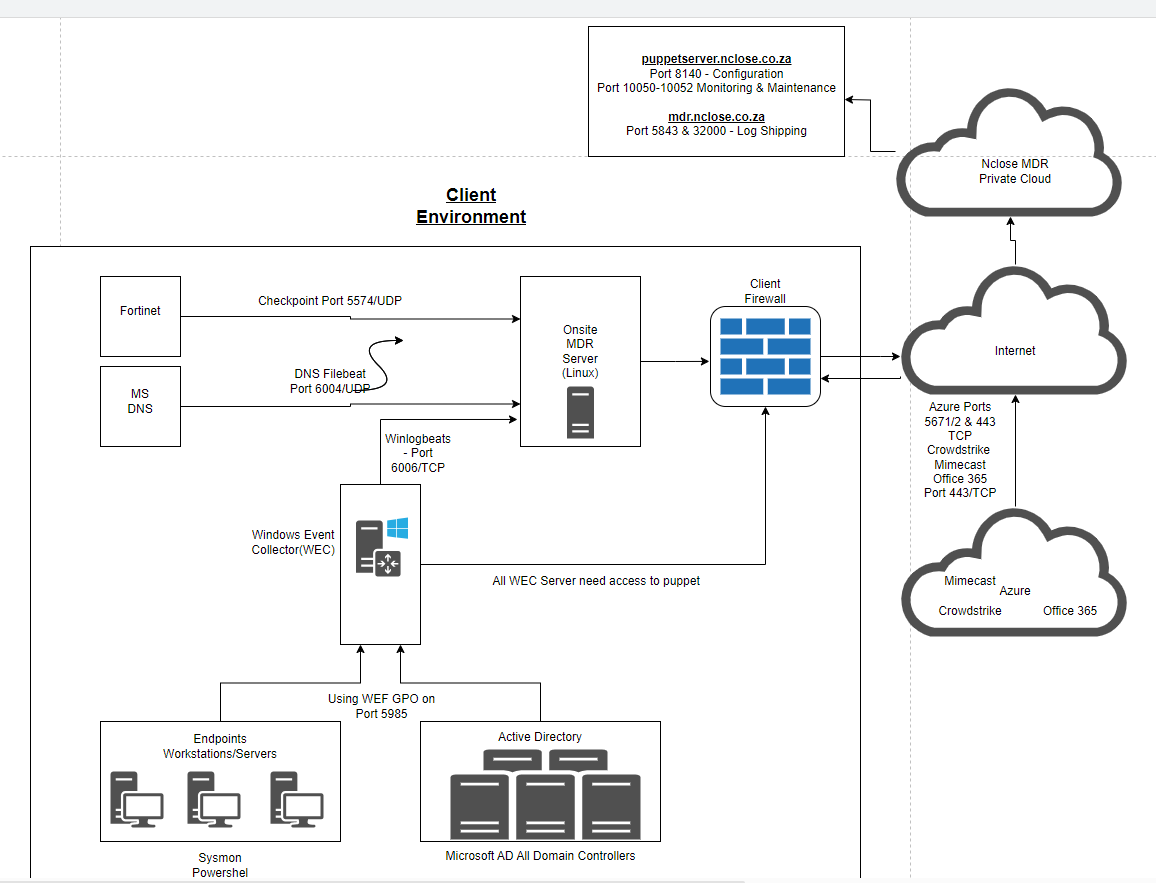 puppetserver.nclose.co.za
Port 8140 - Configuration
Port 10050-10052 Monitoring & Maintenance
mdr.nclose.co.za
Port 5843 & 32000 - Log Shipping
Nclose MDR
Private Cloud
Client
Environment
Fortinet
Checkpoint Port 5574/UDP
MS
DNS
DNS Filebeat
Port 6004/UDP
Onsite
MDR
Server
(Linux)
Client
Firewall
Internet
Winlogbeats
- Port
6006/TCP
Azure Ports
5671/2 & 443
TCP
Crowdstrike
Mimecast
Office 365
Port 443/TCP
Windows Event
Collector(WEC)
All WEC Server need access to puppet
Mimecast
Azure
Crowdstrike
Office 365
Using WEF GPO on
Port 5985
Endpoints
Workstations/Servers
Active Directory
Sysmon
Powershel
Microsoft AD All Domain Controllers